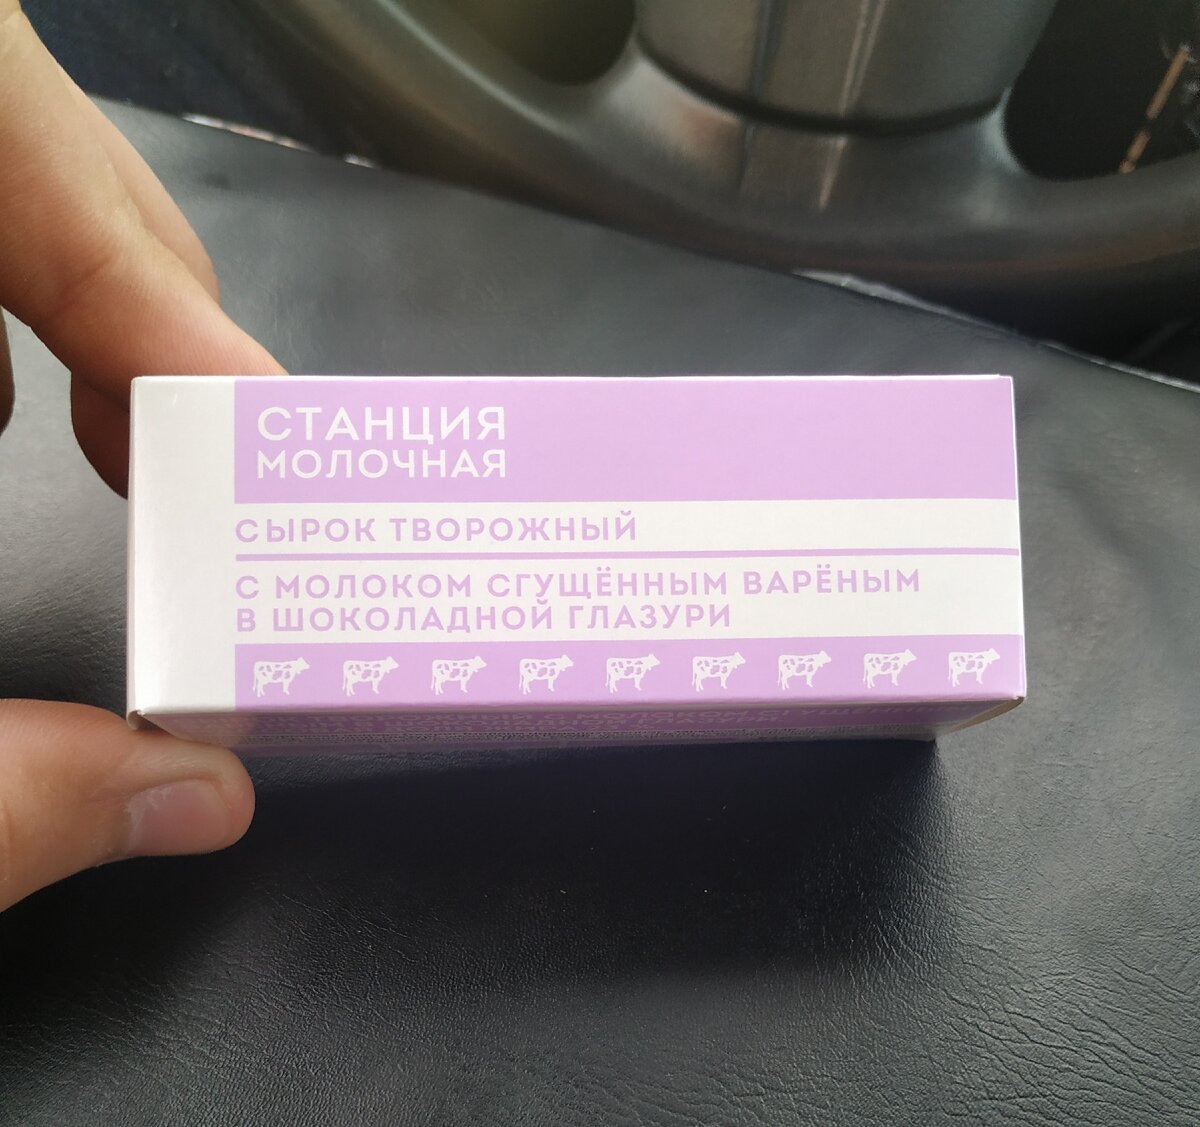 СТАНЦИЯ
МОЛОЧНАЯ
СЫРОК ТВОРОЖНЫЙ
С МОЛОКОМ СГУЩЁННЫМ ВАРЁНЫМ
В ШОКОЛАДНОЙ ГЛАЗУРИ